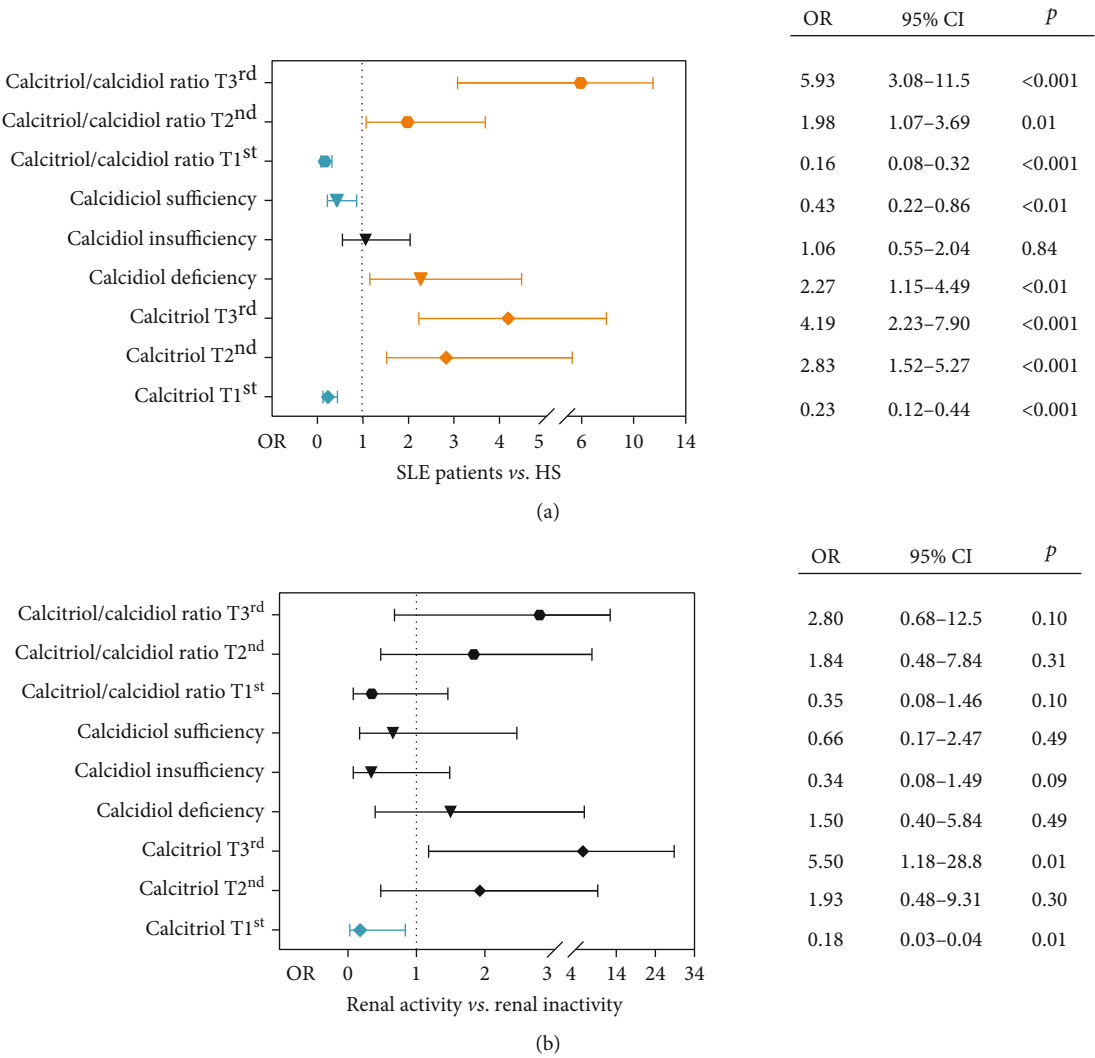 OR 95% CI p
Calcitriol/calcidiol ratio T3rd 5.93 3.08–11.5 <0.001
Calcitriol/calcidiol ratio T2nd 1.98 1.07–3.69 0.01
Calcitriol/calcidiol ratio T1st 0.16 0.08–0.32 <0.001
Calcidiciol sufficiency 0.43 0.22–0.86 <0.01
Calcidiol insufficiency 1.06 0.55–2.04 0.84
Calcidiol deficiency 2.27 1.15–4.49 <0.01
Calcitriol T3rd 4.19 2.23–7.90 <0.001
Calcitriol T2nd 2.83 1.52–5.27 <0.001
Calcitriol T1st 0.23 0.12–0.44 <0.001
OR 0 1 2 3 4 5 6 10 14
SLE patients vs. HS
(a)
OR 95% CI p
Calcitriol/calcidiol ratio T3rd 2.80 0.68–12.5 0.10
Calcitriol/calcidiol ratio T2nd 1.84 0.48–7.84 0.31
Calcitriol/calcidiol ratio T1st 0.35 0.08–1.46 0.10
Calcidiciol sufficiency 0.66 0.17–2.47 0.49
Calcidiol insufficiency 0.34 0.08–1.49 0.09
Calcidiol deficiency 1.50 0.40–5.84 0.49
Calcitriol T3rd 5.50 1.18–28.8 0.01
Calcitriol T2nd 1.93 0.48–9.31 0.30
Calcitriol T1st 0.18 0.03–0.04 0.01
OR 0 1 2 3 4 14 24 34
Renal activity vs. renal inactivity
(b)